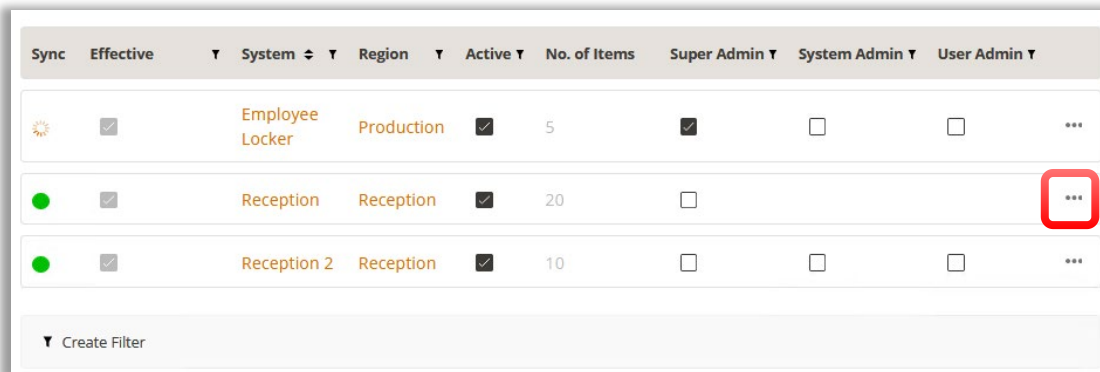 Sync Effective System Region Active No. of Items Super Admin System Admin User Admin
Employee
Locker Production 5
Reception Reception 20
Reception 2 Reception 10
Create Filter